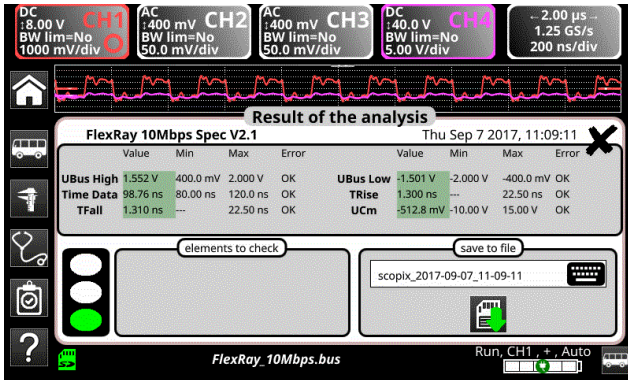 DC
↕8.00 V CH1
BW lim=No
1000 mV/div
AC
↕400 mV CH2
BW lim=No
50.0 mV/div
AC
↕400 mV CH3
BW lim=No
50.0 mV/div
DC
↕40.0 V CH4
BW lim=No
5.00 V/div
←2.00 µs→
1.25 GS/s
200 ns/div
Result of the analysis
FlexRay 10Mbps Spec V2.1 Thu Sep 7 2017, 11:09:11
Value Min Max Error Value Min Max Error
UBus High 1.552 V 400.0 mV 2.000 V OK UBus Low -1.501 V -2.000 V -400.0 mV OK
Time Data 98.76 ns 80.00 ns 120.0 ns OK TRise 1.300 ns --- 22.50 ns OK
TFall 1.310 ns --- 22.50 ns OK UCm -512.8 mV -10.00 V 15.00 V OK
elements to check save to file
scopix_2017-09-07_11-09-11
?
FlexRay_10Mbps.bus Run, CH1 , + , Auto